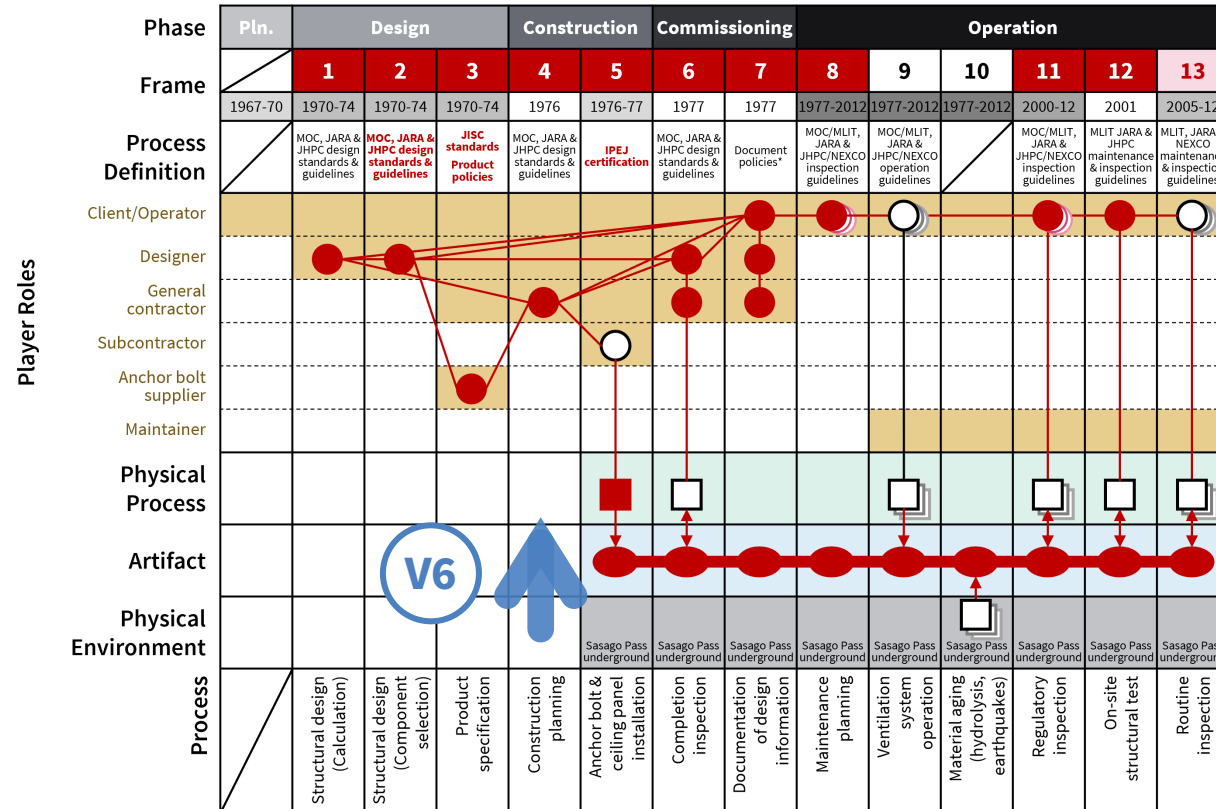 Phase
Pln.
Design
Construction
Commissioning
Operation
Frame
1
2
3
4
5
6
7
8
9
10
11
12
13
1967-70
1970-74
1970-74
1970-74
1976
1976-77
1977
1977
1977-2012
1977-2012
1977-2012
2000-12
2001
2005-12
Process
Definition
MOC, JARA &
JHPC design
standards &
guidelines
MOC, JARA &
JHPC design
standards &
guidelines
JISC
standards
Product
policies
MOC, JARA &
JHPC design
standards &
guidelines
IPEJ
certification
MOC, JARA &
JHPC design
standards &
guidelines
Document
policies*
MOC/MLIT,
JARA &
JHPC/NEXCO
inspection
guidelines
MOC/MLIT,
JARA &
JHPC/NEXCO
operation
guidelines
MOC/MLIT,
JARA &
JHPC/NEXCO
inspection
guidelines
MLIT JARA &
JHPC
maintenance
& inspection
guidelines
MLIT, JARA
NEXCO
maintenan
& inspectio
guidelines
Player Roles
Client/Operator
Designer
General
contractor
Subcontractor
Anchor bolt
supplier
Maintainer
Physical
Process
Artifact
V6
Physical
Environment
Sasago Pass
underground
Sasago Pass
underground
Sasago Pass
underground
Sasago Pass
underground
Sasago Pass
underground
Sasago Pass
underground
Sasago Pass
underground
Sasago Pass
underground
Sasago Pass
undergroun
Process
Structural design
(Calculation)
Structural design
(Component
selection)
Product
specification
Construction
planning
Anchor bolt &
ceiling panel
installation
Completion
inspection
Documentation
of design
information
Maintenance
planning
Ventilation
system
operation
Material aging
(hydrolysis,
earthquakes)
Regulatory
inspection
On-site
structural test
Routine
inspection